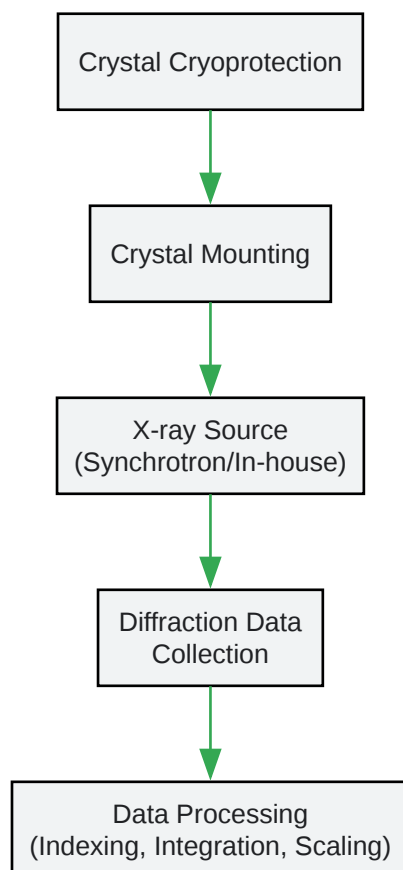 Crystal Cryoprotection
Crystal Mounting
X-ray Source
(Synchrotron/In-house)
Diffraction Data
Collection
Data Processing
(Indexing, Integration, Scaling)